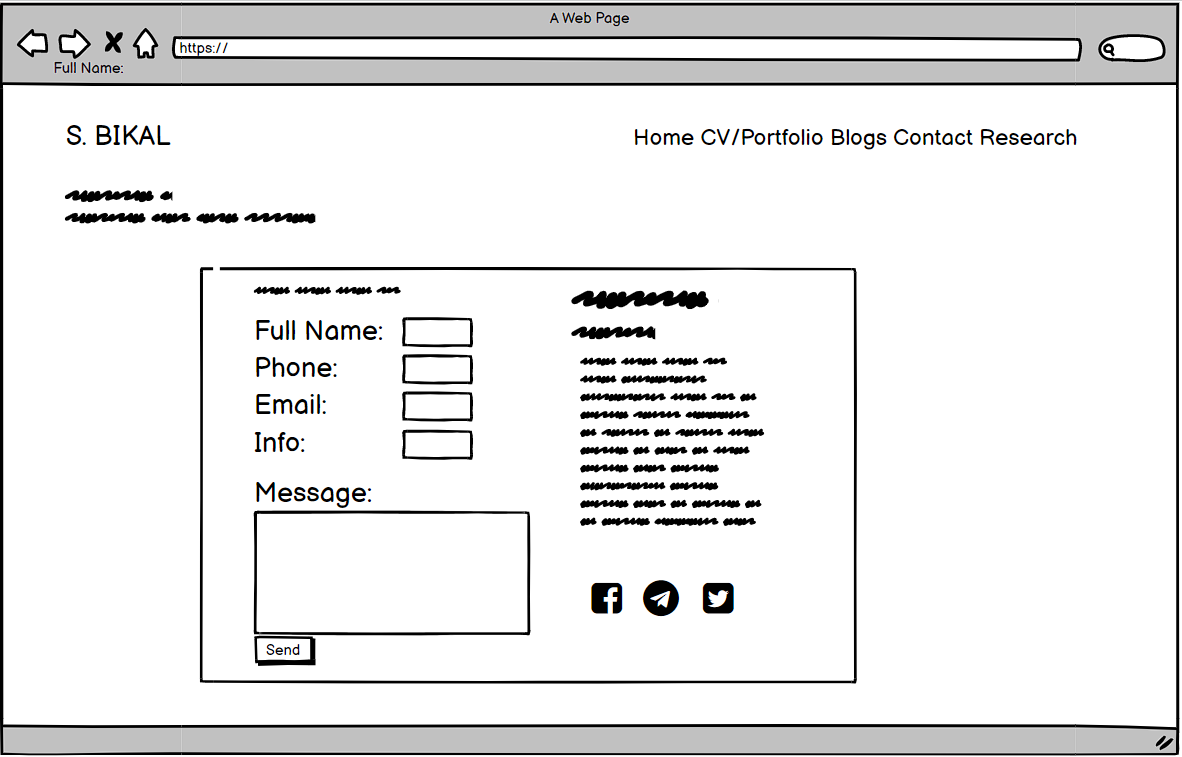 A Web Page
https://
Full Name:
S. BIKAL
Home CV/Portfolio Blogs Contact Research
Full Name:
Phone:
Email:
Info:
Message:
Send